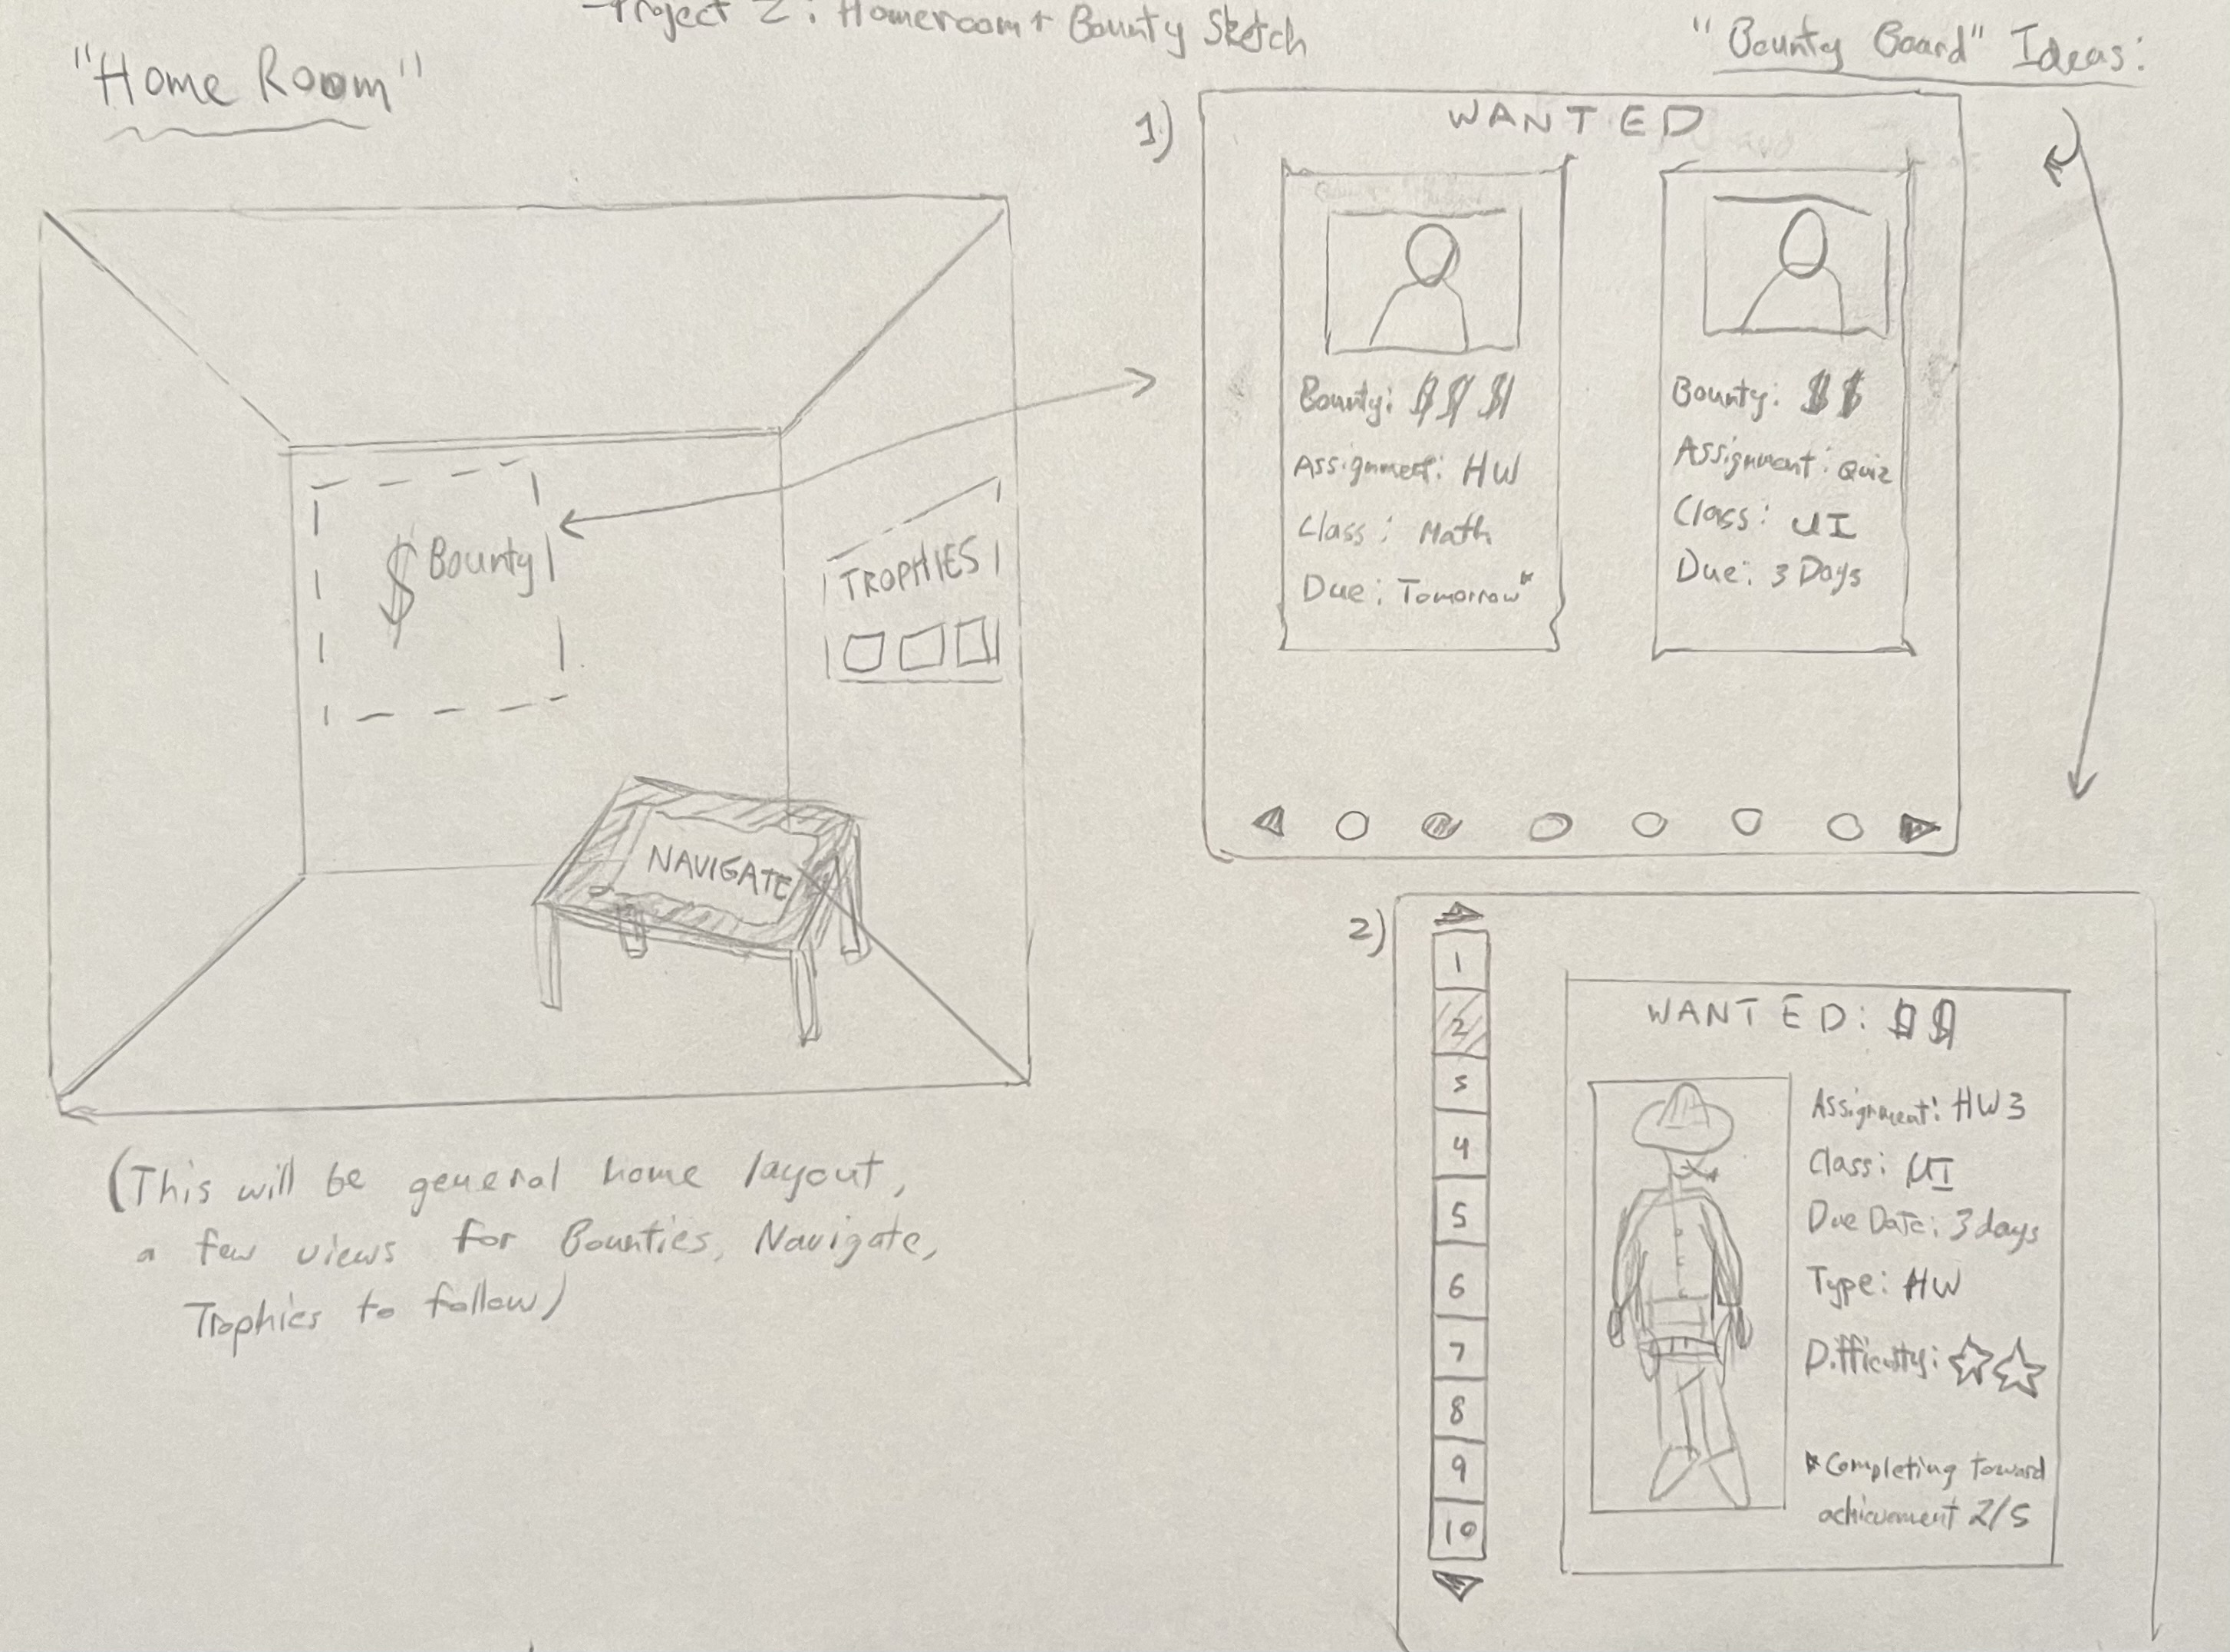 Project 2: Homeroom + Bounty Sketch
"Home Room"
$ Bounty
TROPHIES
NAVIGATE
(This will be general home layout,
a few views for Bounties, Navigate,
Trophies to follow)
"Bounty Board" Ideas:
1)
WANTED
Bounty: $$$
Assignment: HW
Class: Math
Due: Tomorrow*
Bounty: $$
Assignment: Quiz
Class: UI
Due: 3 Days
2)
1
2
3
4
5
6
7
8
9
10
WANTED: $$
Assignment: HW3
Class: UI
Due Date: 3 days
Type: HW
Difficulty: ☆☆
*Completing toward
achievement 2/5